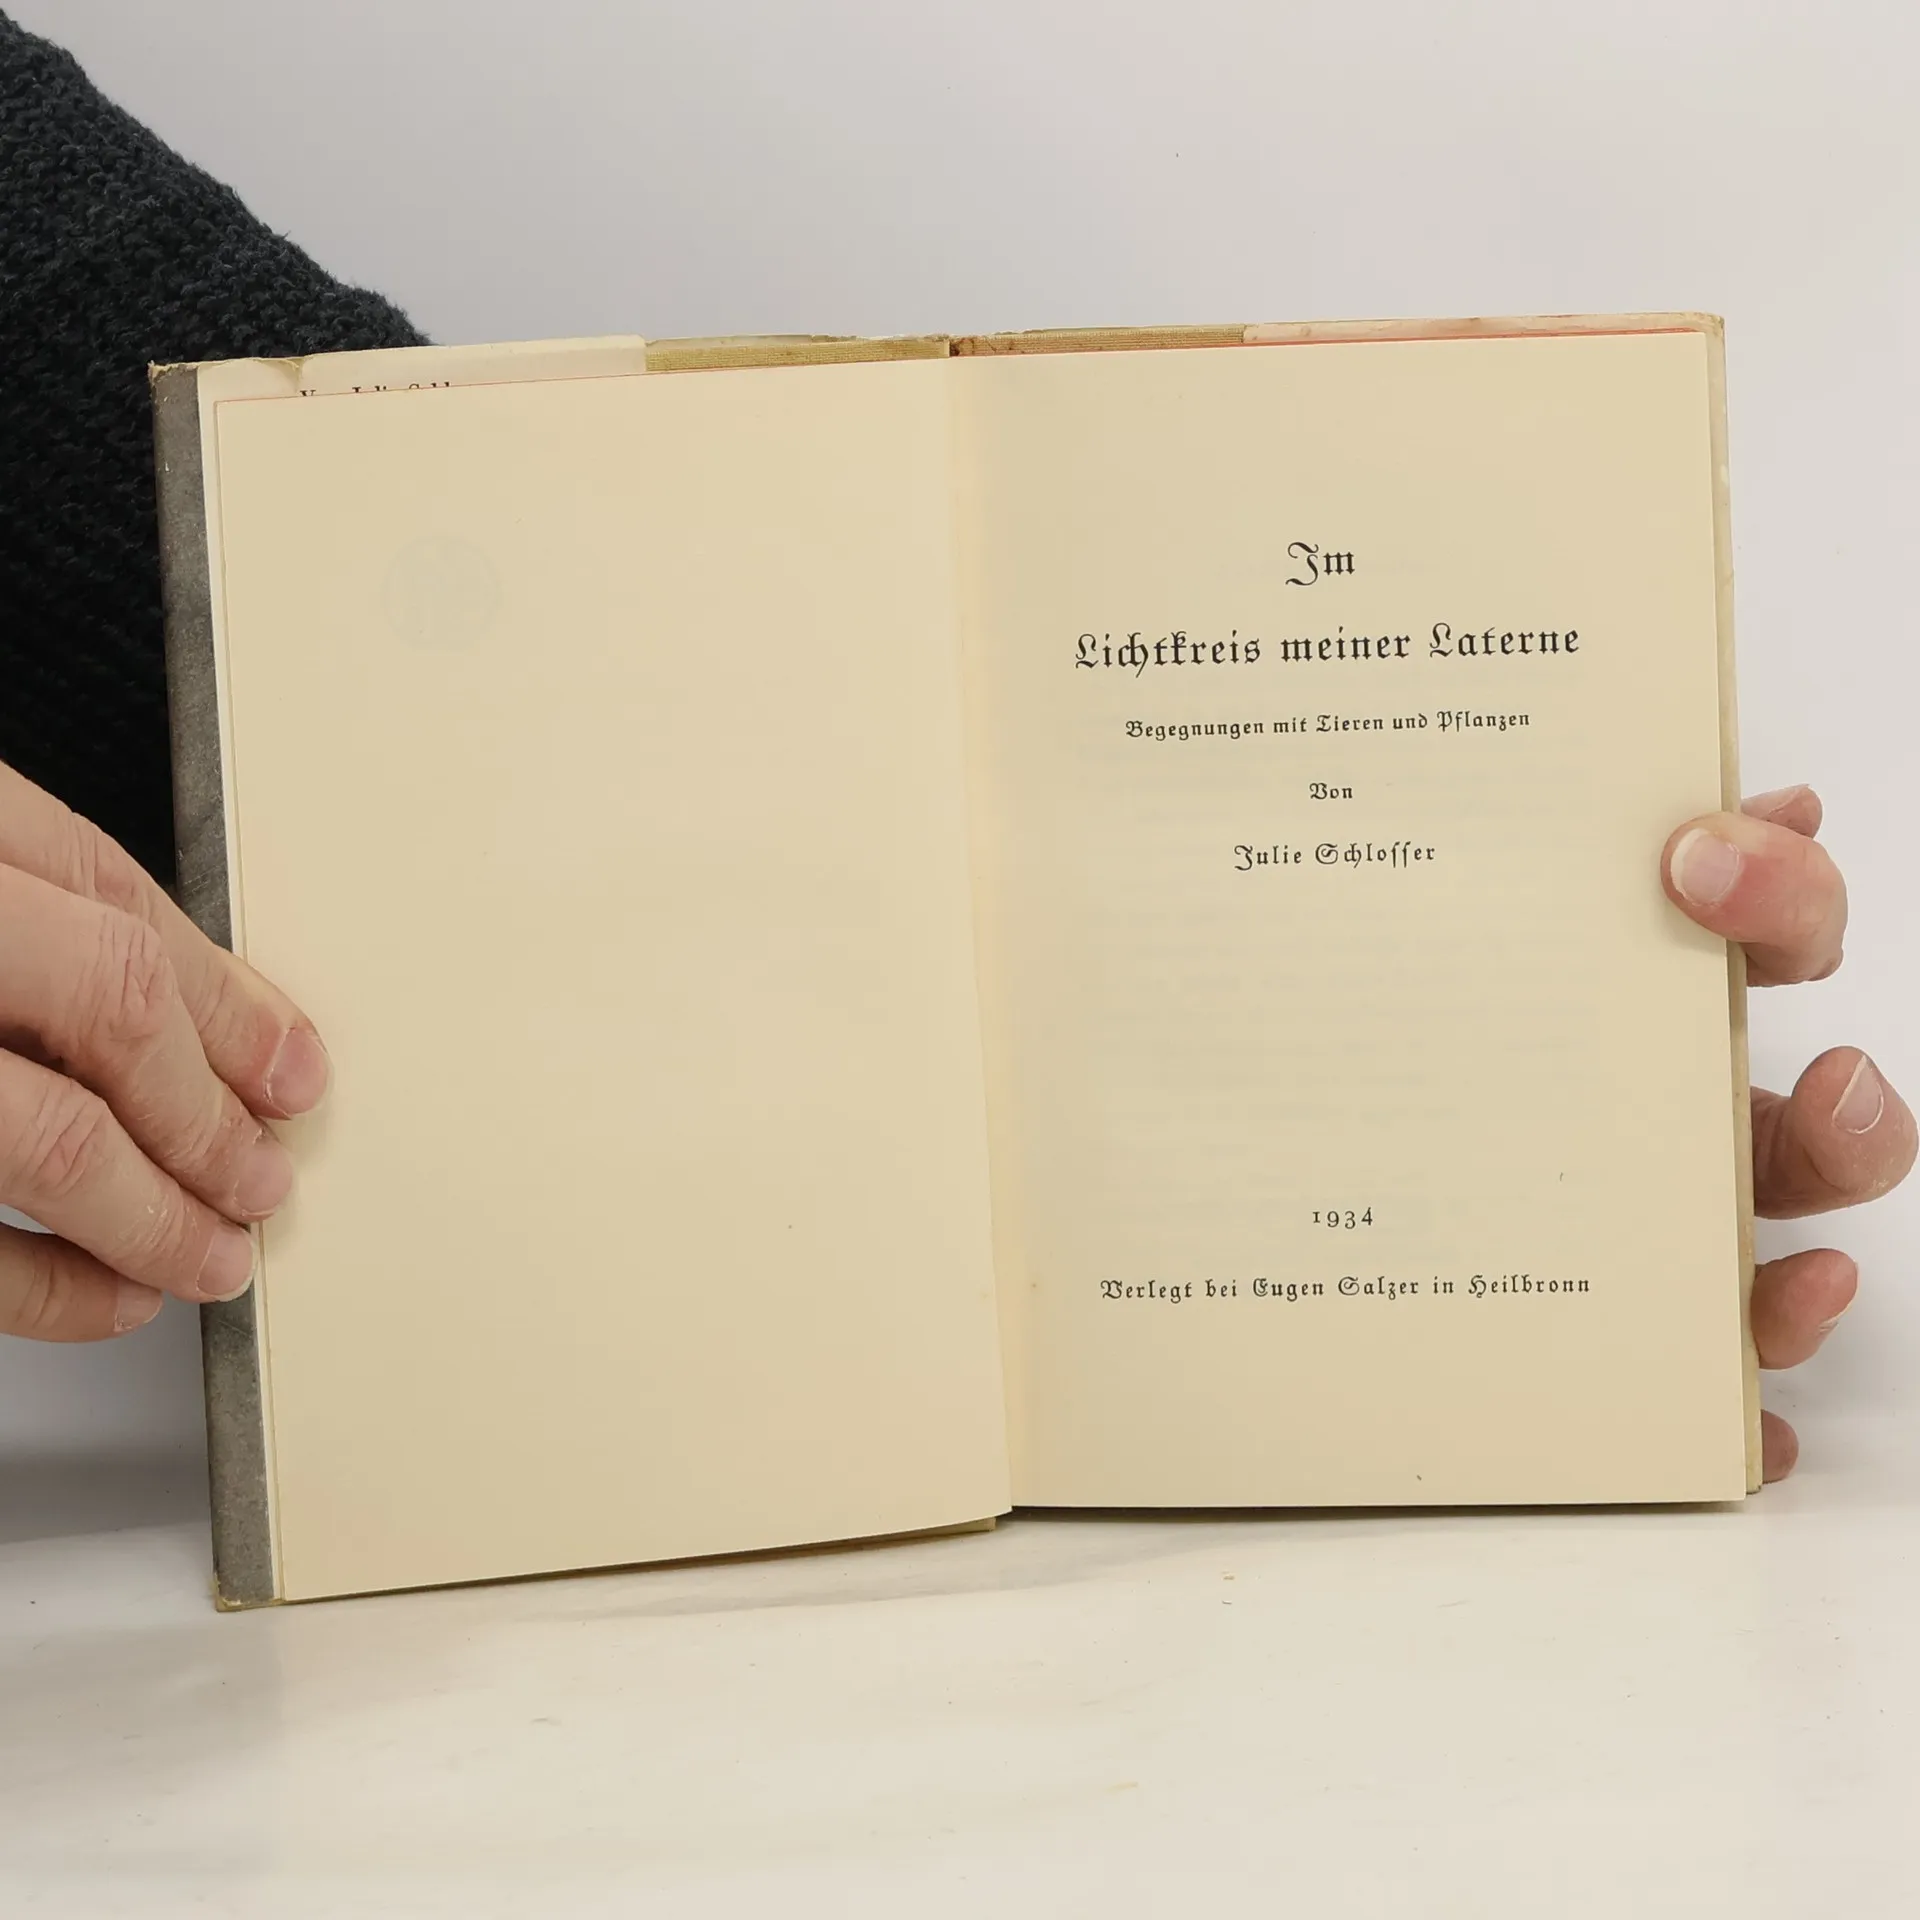 Im
Lichtkreis meiner Laterne
Begegnungen mit Tieren und Pflanzen
Von
Julie Schlosser
1934
Verlegt bei Eugen Salzer in Heilbronn